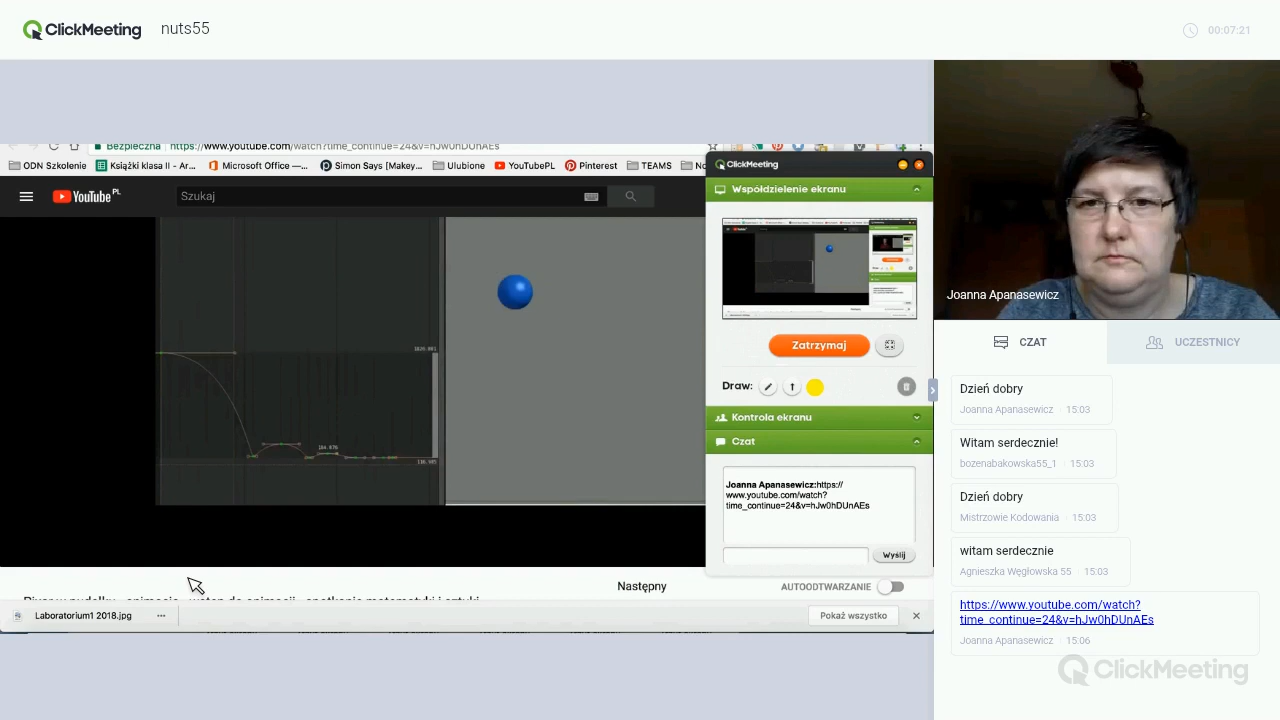 ClickMeeting
nuts55
00:07:21
Bezpieczna
https://www.youtube.com/watch?time_continue=24&v=hJw0hDUnAEs
ODN Szkolenie
Książki klasa II - Ar...
Microsoft Office —...
Simon Says [Makey...
Ulubione
YouTubePL
Pinterest
TEAMS
YouTube PL
Szukaj
ClickMeeting
Współdzielenie ekranu
Zatrzymaj
Draw:
Kontrola ekranu
Czat
Joanna Apanasewicz:https://
www.youtube.com/watch?
time_continue=24&v=hJw0hDUnAEs
Wyślij
Następny
AUTOODTWARZANIE
Laboratorium1 2018.jpg
Pokaż wszystko
Joanna Apanasewicz
CZAT
UCZESTNICY
Dzień dobry
Joanna Apanasewicz 15:03
Witam serdecznie!
bozenabakowska55_1 15:03
Dzień dobry
Mistrzowie Kodowania 15:03
witam serdecznie
Agnieszka Węgłowska 55 15:03
https://www.youtube.com/watch?
time_continue=24&v=hJw0hDUnAEs
Joanna Apanasewicz 15:06
ClickMeeting